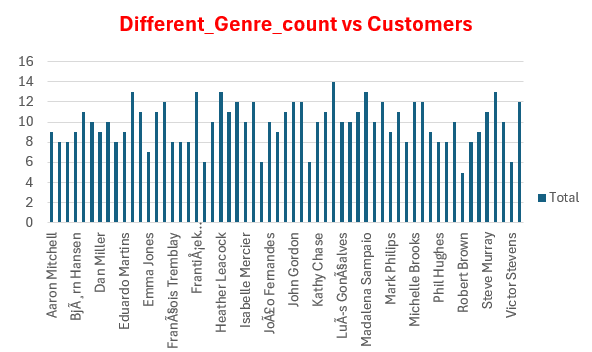 Different_Genre_count vs Customers
16
14
12
10
8
6
4
2
0
Aaron Mitchell
BjÃ¸rn Hansen
Dan Miller
Eduardo Martins
Emma Jones
FranÃ§ois Tremblay
FrantiÅ¡ek…
Heather Leacock
Isabelle Mercier
JoÃ£o Fernandes
John Gordon
Kathy Chase
LuÃ­s GonÃ§alves
Madalena Sampaio
Mark Philips
Michelle Brooks
Phil Hughes
Robert Brown
Steve Murray
Victor Stevens
Total